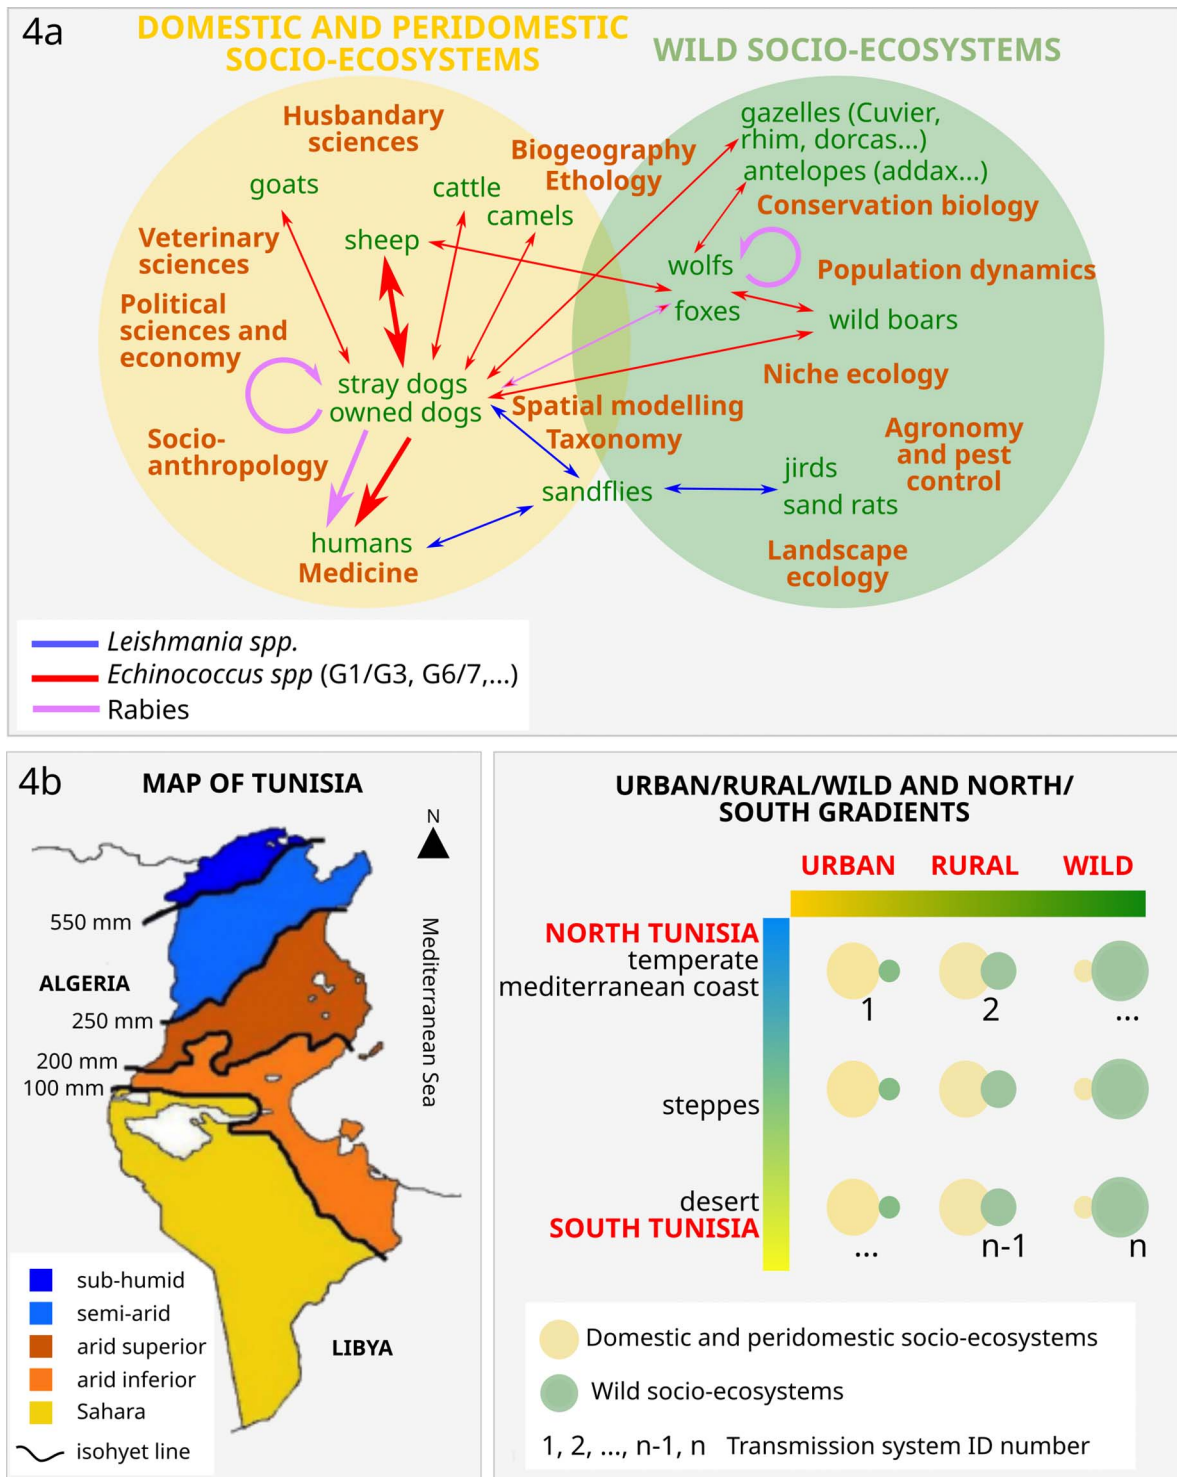 4a
DOMESTIC AND PERIDOMESTIC
SOCIO-ECOSYSTEMS
WILD SOCIO-ECOSYSTEMS
Husbandary
sciences
gazelles (Cuvier,
rhim, dorcas...)
antelopes (addax...)
Biogeography
Ethology
goats
cattle
camels
Conservation biology
Veterinary
sciences
sheep
wolfs
foxes
Population dynamics
Political
sciences and
economy
wild boars
stray dogs
owned dogs
Niche ecology
Spatial modelling
Taxonomy
Socio-
anthropology
Agronomy
and pest
control
jirds
sand rats
sandflies
humans
Medicine
Landscape
ecology
Leishmania spp.
Echinococcus spp (G1/G3, G6/7,...)
Rabies
4b
MAP OF TUNISIA
N
550 mm
ALGERIA
250 mm
200 mm
100 mm
Mediterranean Sea
LIBYA
sub-humid
semi-arid
arid superior
arid inferior
Sahara
isohyet line
URBAN/RURAL/WILD AND NORTH/
SOUTH GRADIENTS
URBAN RURAL WILD
NORTH TUNISIA
temperate
mediterranean coast
1 2 ...
steppes
desert
SOUTH TUNISIA
... n-1 n
Domestic and peridomestic socio-ecosystems
Wild socio-ecosystems
1, 2, ..., n-1, n Transmission system ID number